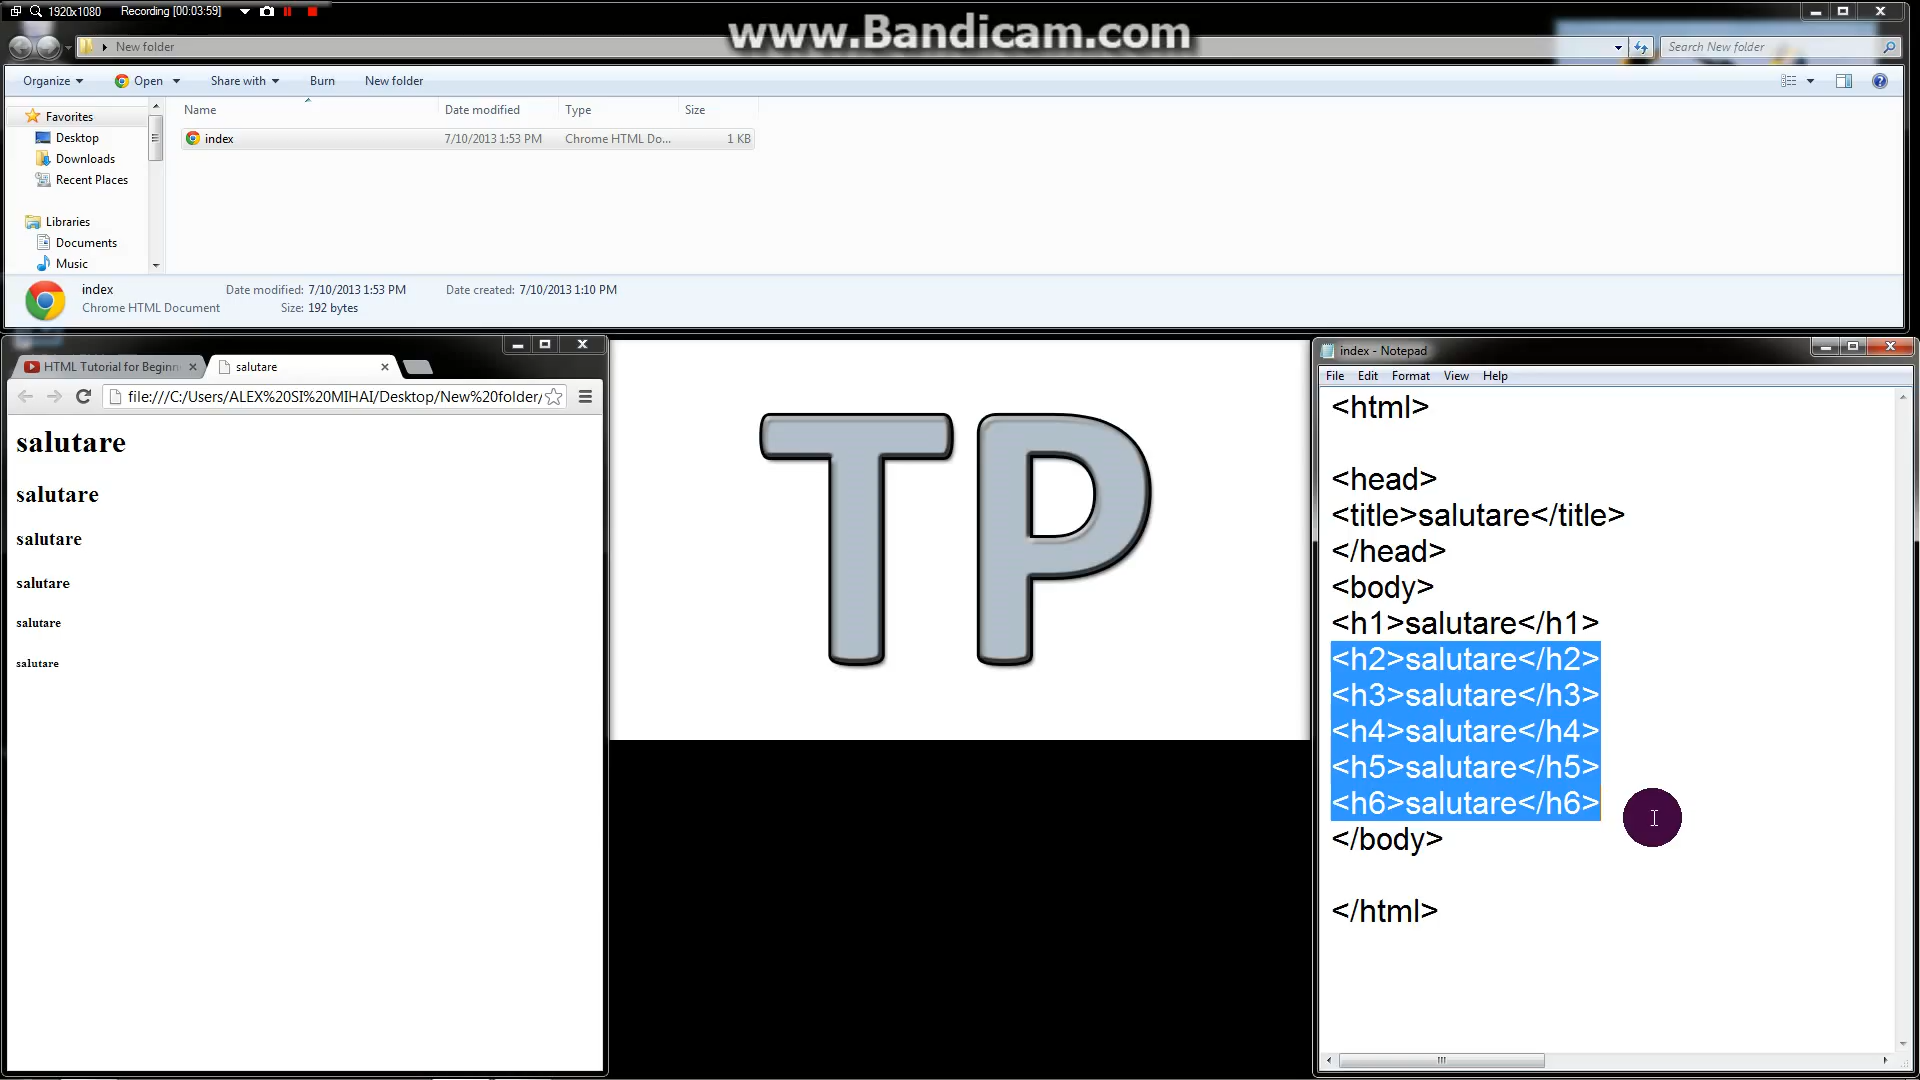 1920x1080 Recording [00:03:59]
www.Bandicam.com
New folder
Search New folder
Organize Open Share with Burn New folder
Name Date modified Type Size
index 7/10/2013 1:53 PM Chrome HTML Do... 1 KB
Favorites
Desktop
Downloads
Recent Places
Libraries
Documents
Music
index Date modified: 7/10/2013 1:53 PM Date created: 7/10/2013 1:10 PM
Chrome HTML Document Size: 192 bytes
HTML Tutorial for Beginn
salutare
file:///C:/Users/ALEX%20SI%20MIHAI/Desktop/New%20folder/
salutare
salutare
salutare
salutare
salutare
salutare
TP
index - Notepad
File Edit Format View Help
<html>
<head>
<title>salutare</title>
</head>
<body>
<h1>salutare</h1>
<h2>salutare</h2>
<h3>salutare</h3>
<h4>salutare</h4>
<h5>salutare</h5>
<h6>salutare</h6>
</body>
</html>